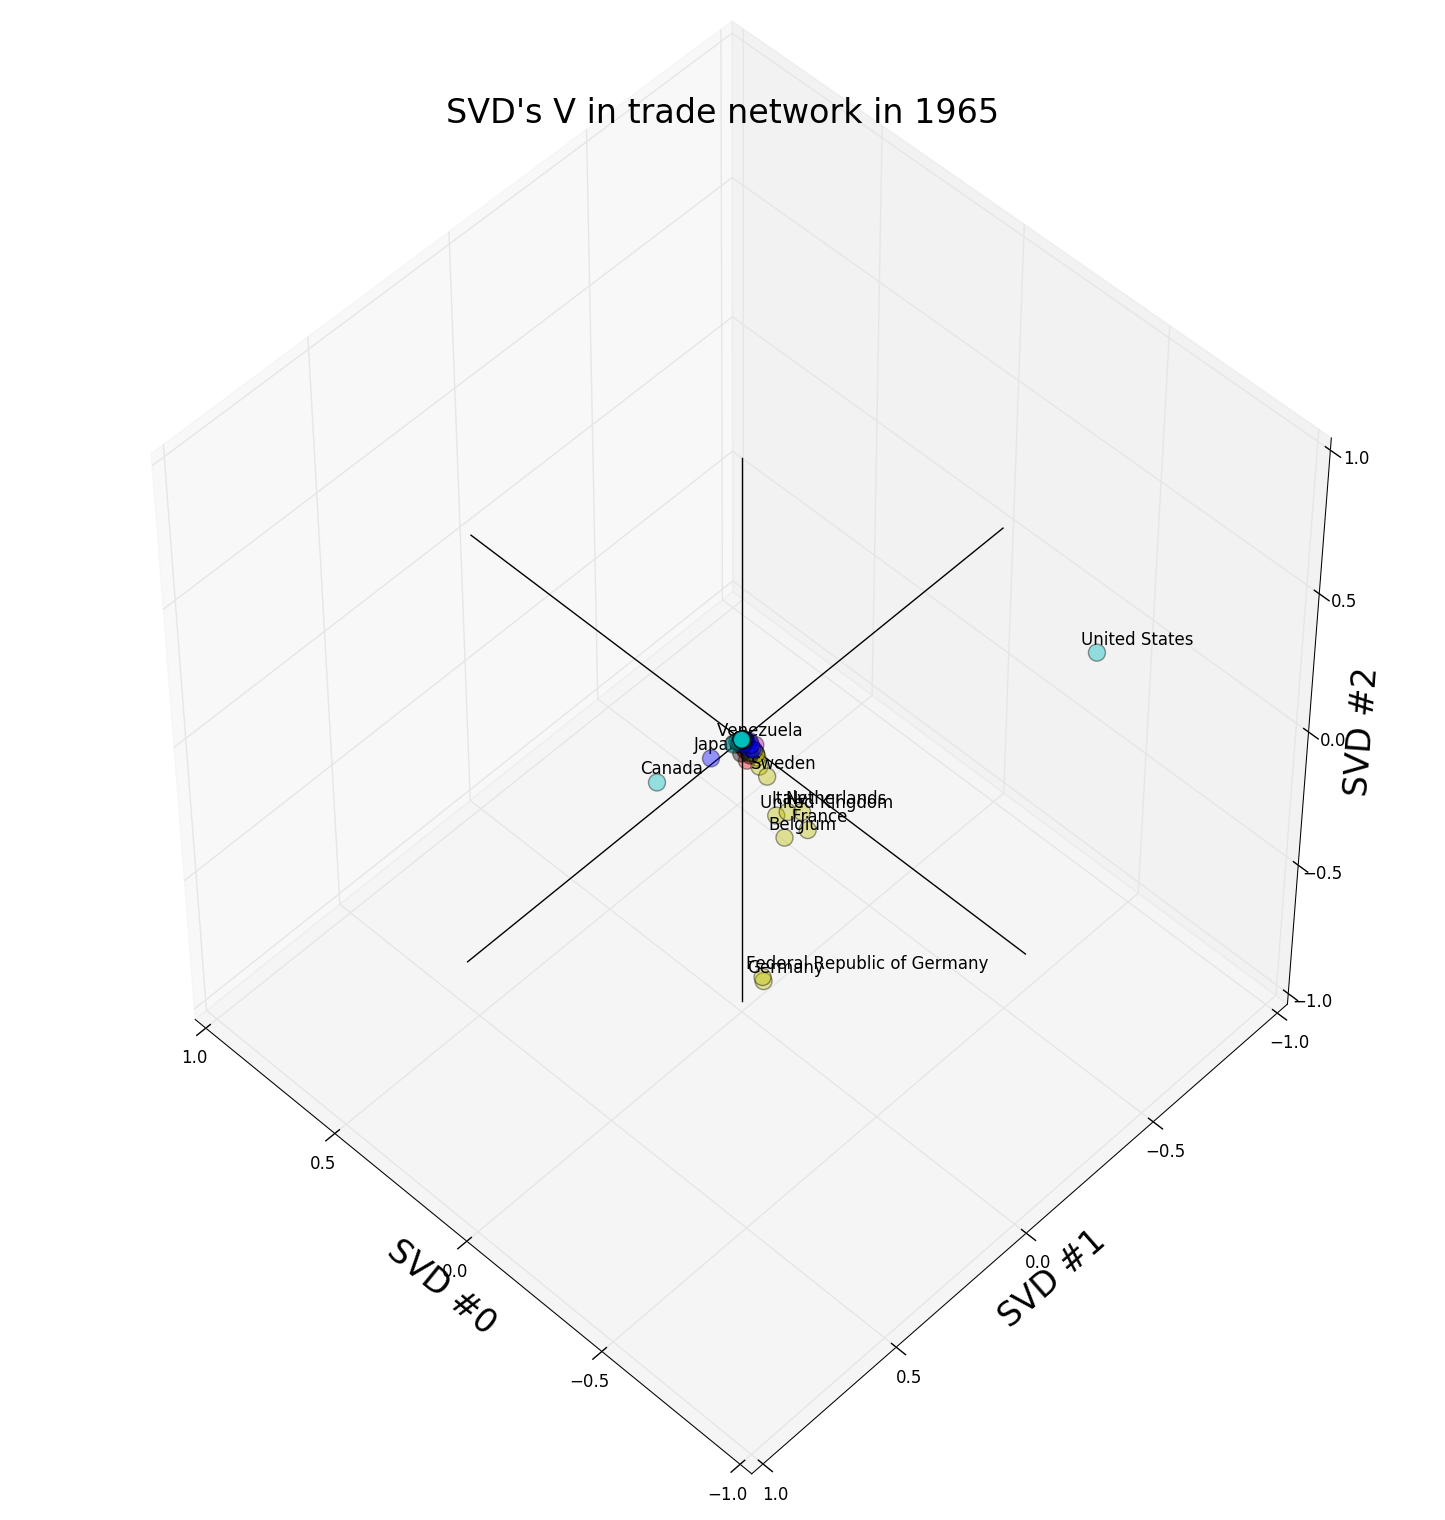 SVD's V in trade network in 1965
1.0
0.5
United States
SVD #2
Venezuela
Japa
0.0
Sweden
Canada
Italy
Netherlands
United Kingdom
France
Belgium
−0.5
Federal Republic of Germany
Germany
−1.0
1.0
−1.0
0.5
−0.5
SVD #0
0.0
SVD #1
0.0
−0.5
0.5
−1.0
1.0